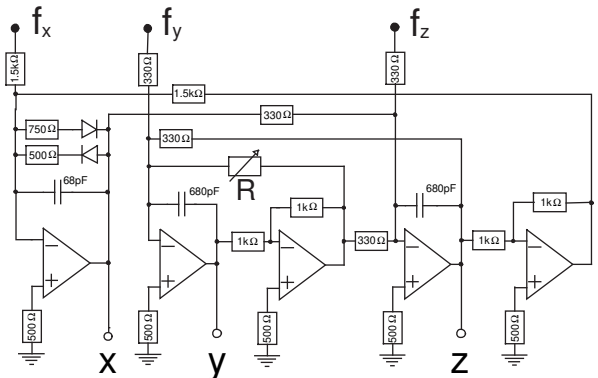 fx fy fz
1.5kΩ 330Ω 330Ω
1.5kΩ
330Ω
750Ω 330Ω
500Ω
R
68pF 680pF 680pF
1kΩ 1kΩ
1kΩ 330Ω 1kΩ
− − − − −
+ + + + +
500Ω 500Ω 500Ω 500Ω 500Ω
x y z